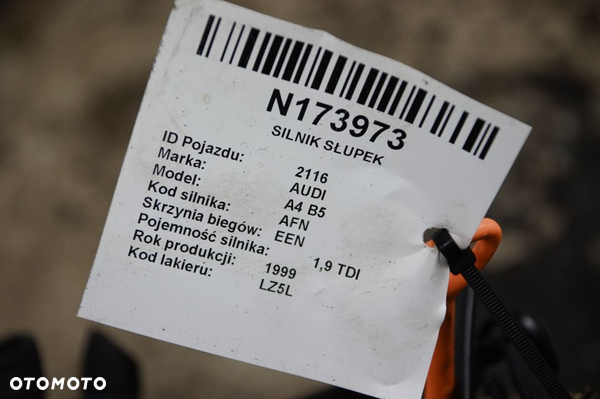 N173973
SILNIK SŁUPEK
ID Pojazdu: 2116
Marka: AUDI
Model: A4 B5
Kod silnika: AFN
Skrzynia biegów: EEN
Pojemność silnika: 1,9 TDI
Rok produkcji: 1999
Kod lakieru: LZ5L
OTOMOTO